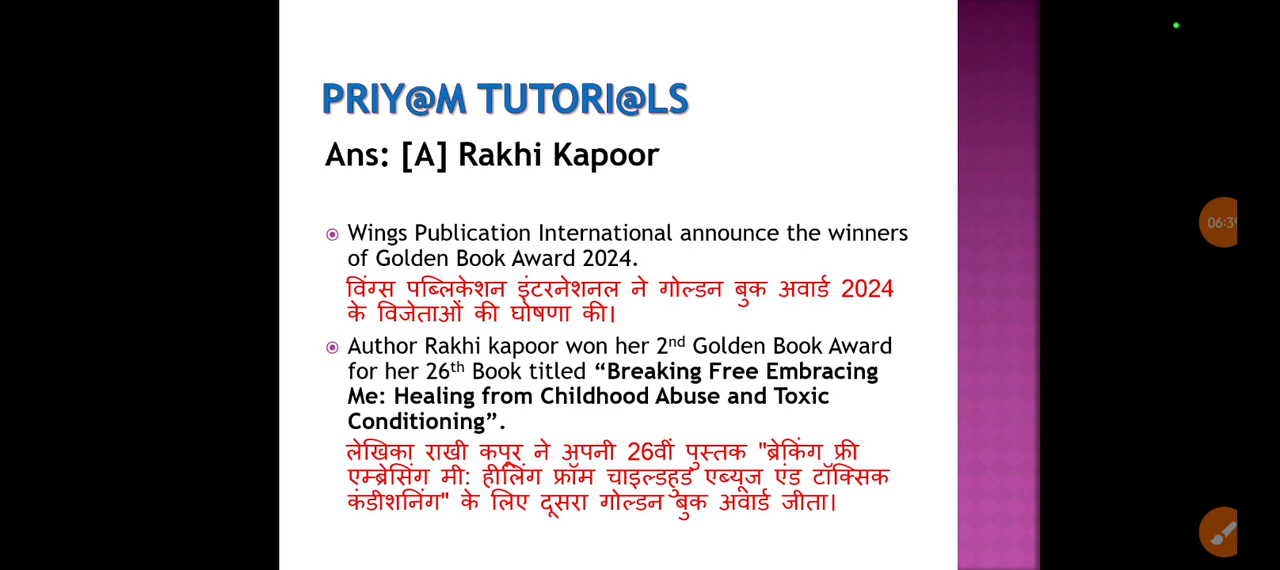 PRIY@M TUTORI@LS
Ans: [A] Rakhi Kapoor
Wings Publication International announce the winners
of Golden Book Award 2024.
विंग्स पब्लिकेशन इंटरनेशनल ने गोल्डन बुक अवार्ड 2024
के विजेताओं की घोषणा की।
Author Rakhi kapoor won her 2nd Golden Book Award
for her 26th Book titled “Breaking Free Embracing
Me: Healing from Childhood Abuse and Toxic
Conditioning”.
लेखिका राखी कपूर ने अपनी 26वीं पुस्तक "ब्रेकिंग फ्री
एम्ब्रेसिंग मी: हीलिंग फ्रॉम चाइल्डहुड एब्यूज एंड टॉक्सिक
कंडीशनिंग" के लिए दूसरा गोल्डन बुक अवार्ड जीता।
06:39